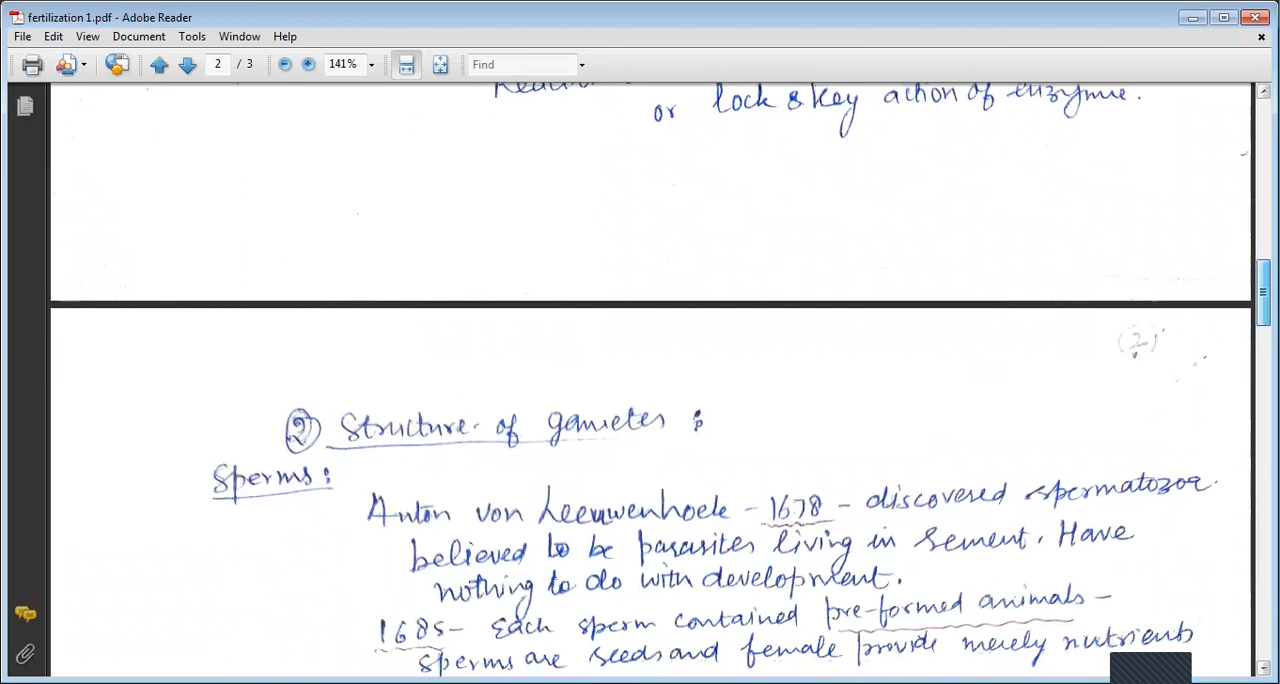 fertilization 1.pdf - Adobe Reader
File Edit View Document Tools Window Help
2 / 3 141% Find
or lock & key action of enzyme.
(2)
② Structure of gametes :
Sperms :
Anton von Leeuwenhoek - 1678 - discovered spermatozoa.
believed to be parasites living in sement. Have
nothing to do with development.
1685 - Each sperm contained pre-formed animals -
sperms are seeds and female provide merely nutrients